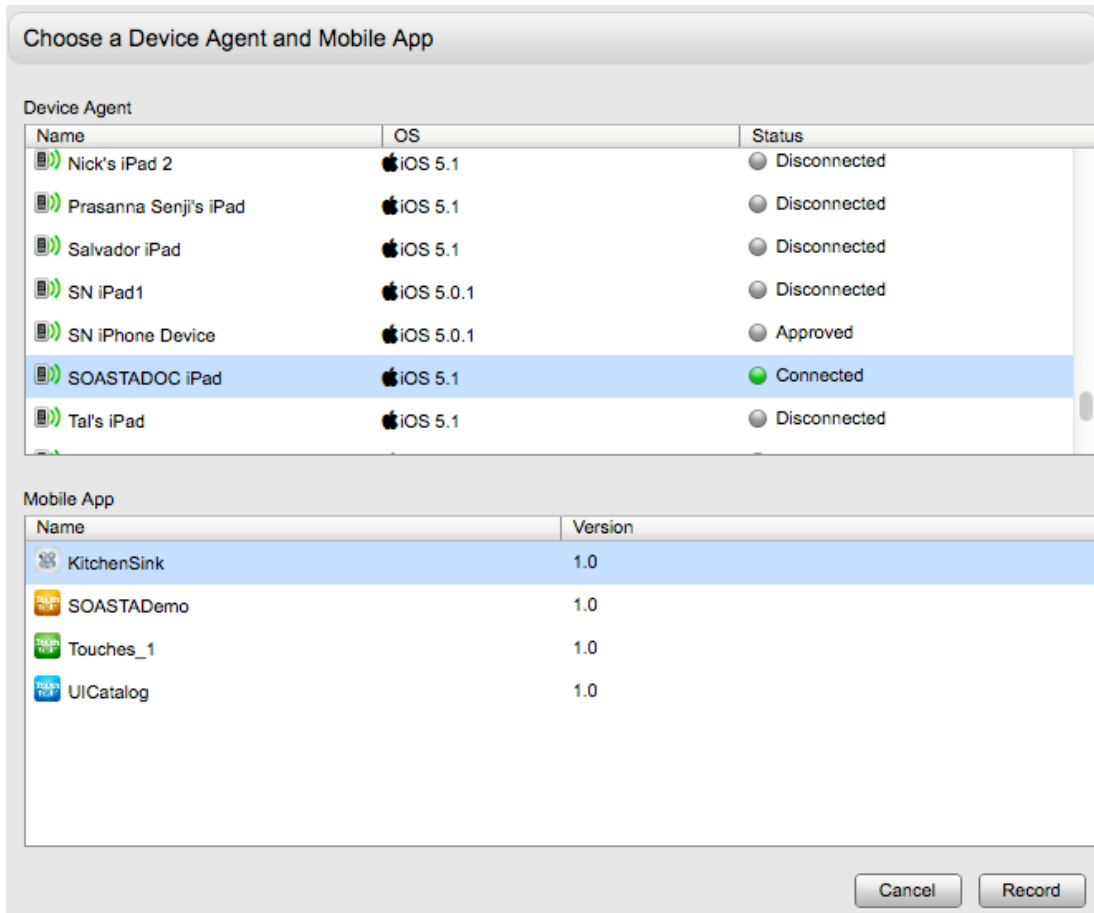 Choose a Device Agent and Mobile App
Device Agent
Name OS Status
Nick's iPad 2 iOS 5.1 Disconnected
Prasanna Senji's iPad iOS 5.1 Disconnected
Salvador iPad iOS 5.1 Disconnected
SN iPad1 iOS 5.0.1 Disconnected
SN iPhone Device iOS 5.0.1 Approved
SOASTADOC iPad iOS 5.1 Connected
Tal's iPad iOS 5.1 Disconnected
Mobile App
Name Version
KitchenSink 1.0
SOASTADemo 1.0
Touches_1 1.0
UICatalog 1.0
Cancel Record